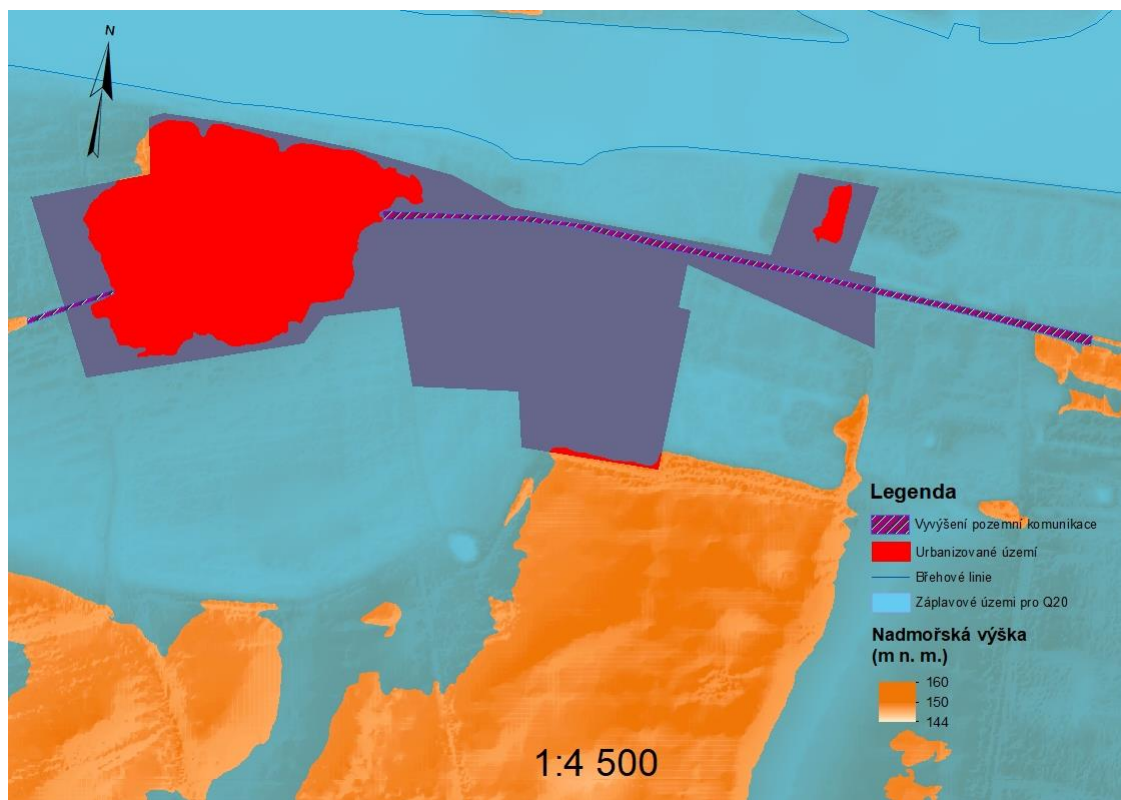 N
Legenda
Vyvýšení pozemní komunikace
Urbanizované území
Břehové linie
Záplavové území pro Q20
Nadmořská výška
(m n. m.)
160
150
144
1:4 500